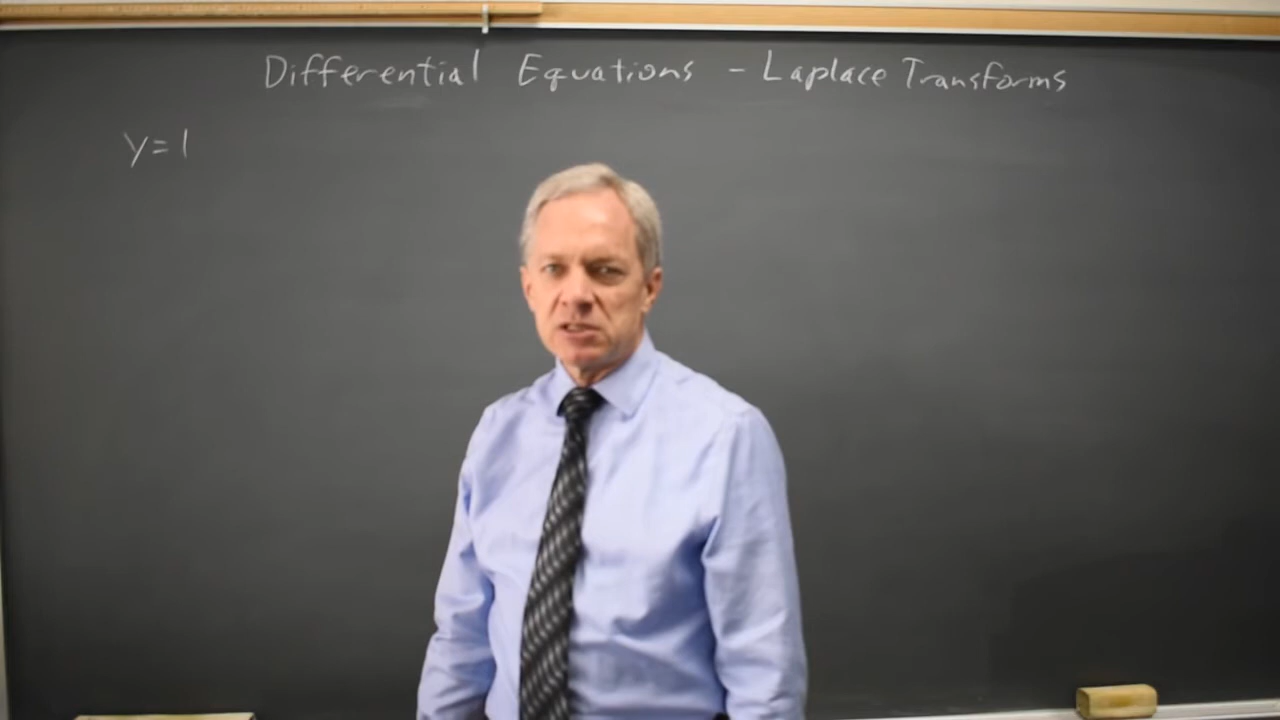 Differential Equations - Laplace Transforms
y = 1